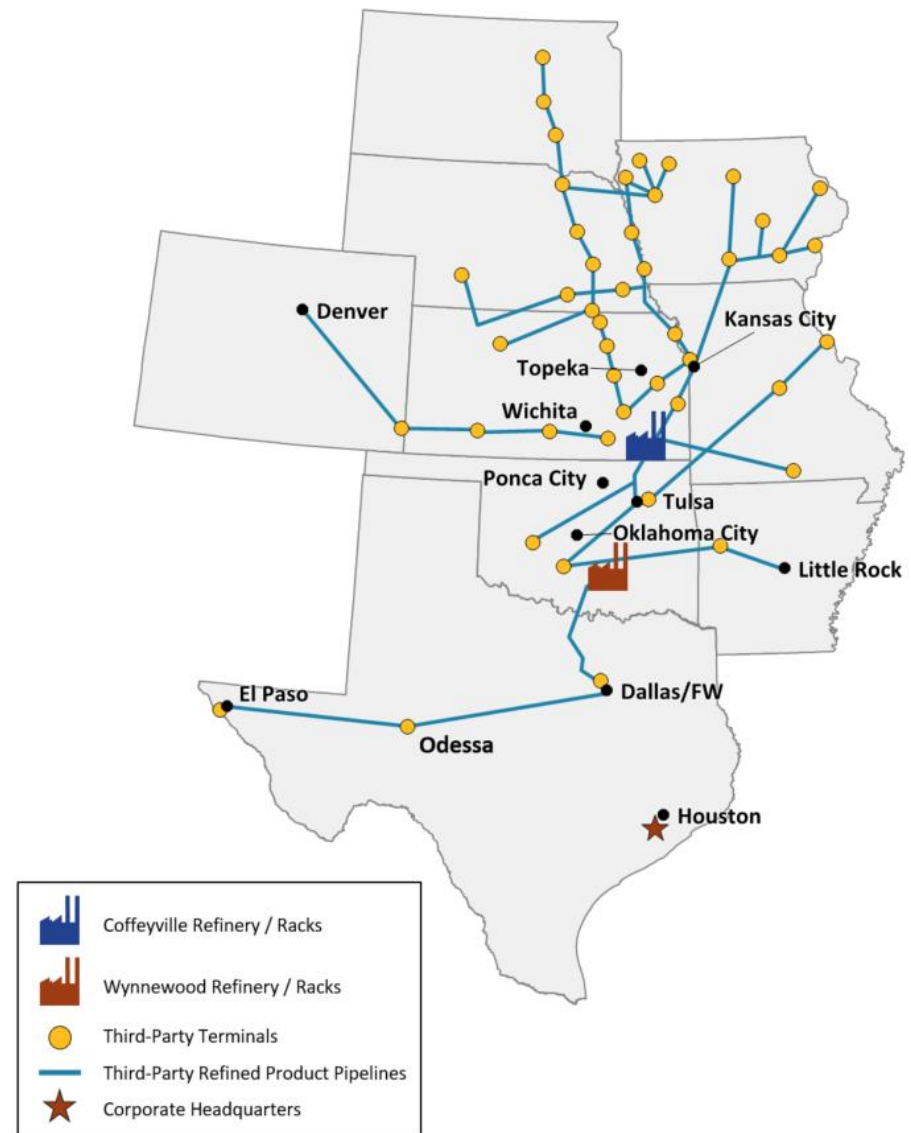 Denver
Kansas City
Topeka
Wichita
Ponca City
Tulsa
Oklahoma City
Little Rock
El Paso
Dallas/FW
Odessa
Houston
Coffeyville Refinery / Racks
Wynnewood Refinery / Racks
Third-Party Terminals
Third-Party Refined Product Pipelines
Corporate Headquarters